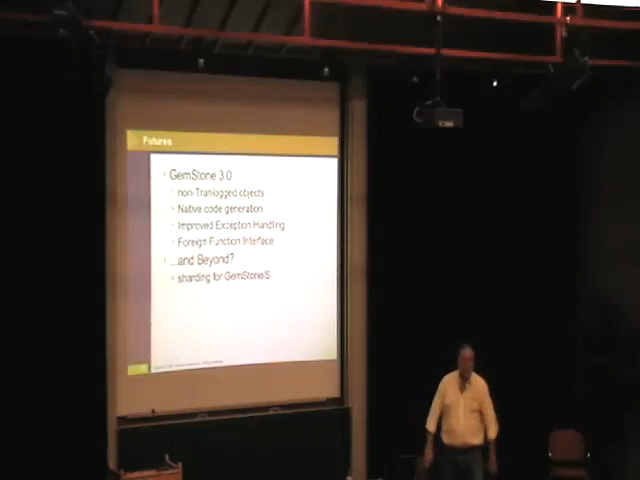 Futures
GemStone 3.0
non-Tranlogged objects
Native code generation
Improved Exception Handling
Foreign Function Interface
...and Beyond?
sharding for GemStone/S